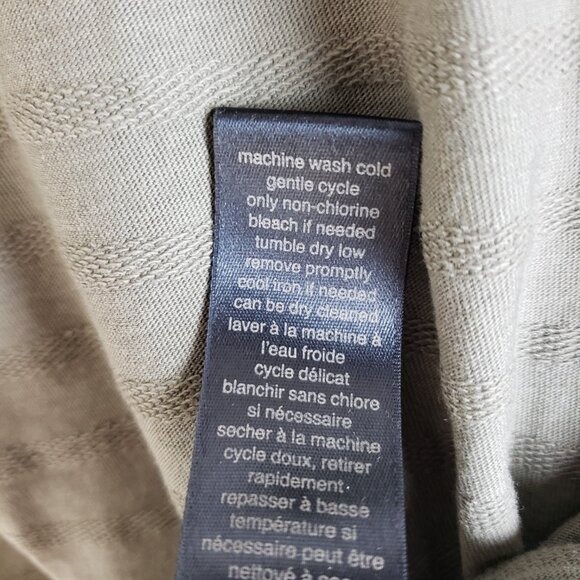 machine wash cold
gentle cycle
only non-chlorine
bleach if needed
tumble dry low
remove promptly
cool iron if needed
can be dry cleaned
laver à la machine à
l'eau froide
cycle délicat
blanchir sans chlore
si nécessaire
secher à la machine
cycle doux, retirer
rapidement
repasser à basse
température si
nécessaire peut être
nettoyé à sec